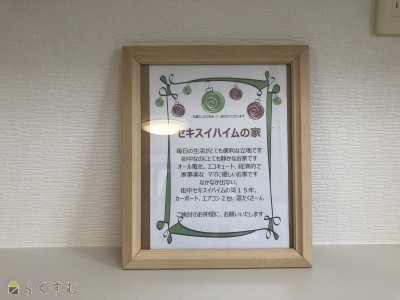 セキスイハイムの家
毎日の生活がとても便利な立地です
街中なのにとても静かなお家です
オール電化、エコキュート、経済的で
家事楽な ママに優しいお家です
なかなか出ない、
街中セキスイハイムの築15年、
カーポート、エアコン2台、窓たくさーん
ご検討のお仲間に、お願いいたします
らくすむ